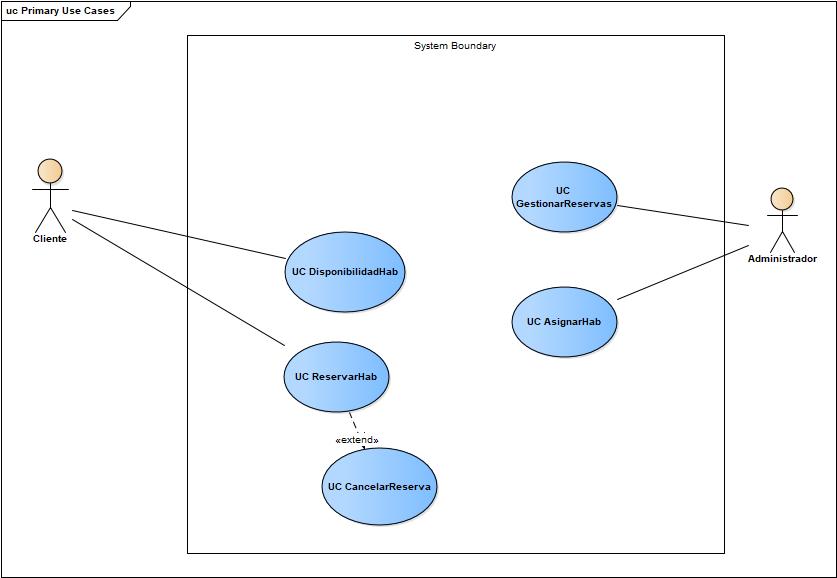 uc Primary Use Cases
System Boundary
UC
GestionarReservas
Cliente
Administrador
UC DisponibilidadHab
UC AsignarHab
UC ReservarHab
«extend»
UC CancelarReserva